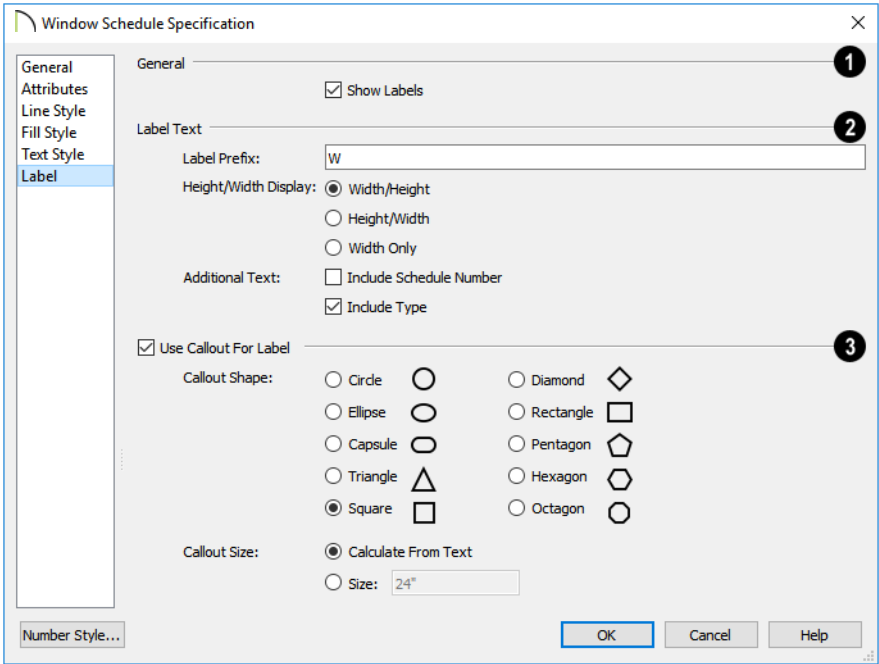 Window Schedule Specification
General
Attributes
Line Style
Fill Style
Text Style
Label
General
1
Show Labels
Label Text
2
Label Prefix: W
Height/Width Display: Width/Height
Height/Width
Width Only
Additional Text: Include Schedule Number
Include Type
Use Callout For Label
3
Callout Shape: Circle Diamond
Ellipse Rectangle
Capsule Pentagon
Triangle Hexagon
Square Octagon
Callout Size: Calculate From Text
Size: 24"
Number Style... OK Cancel Help